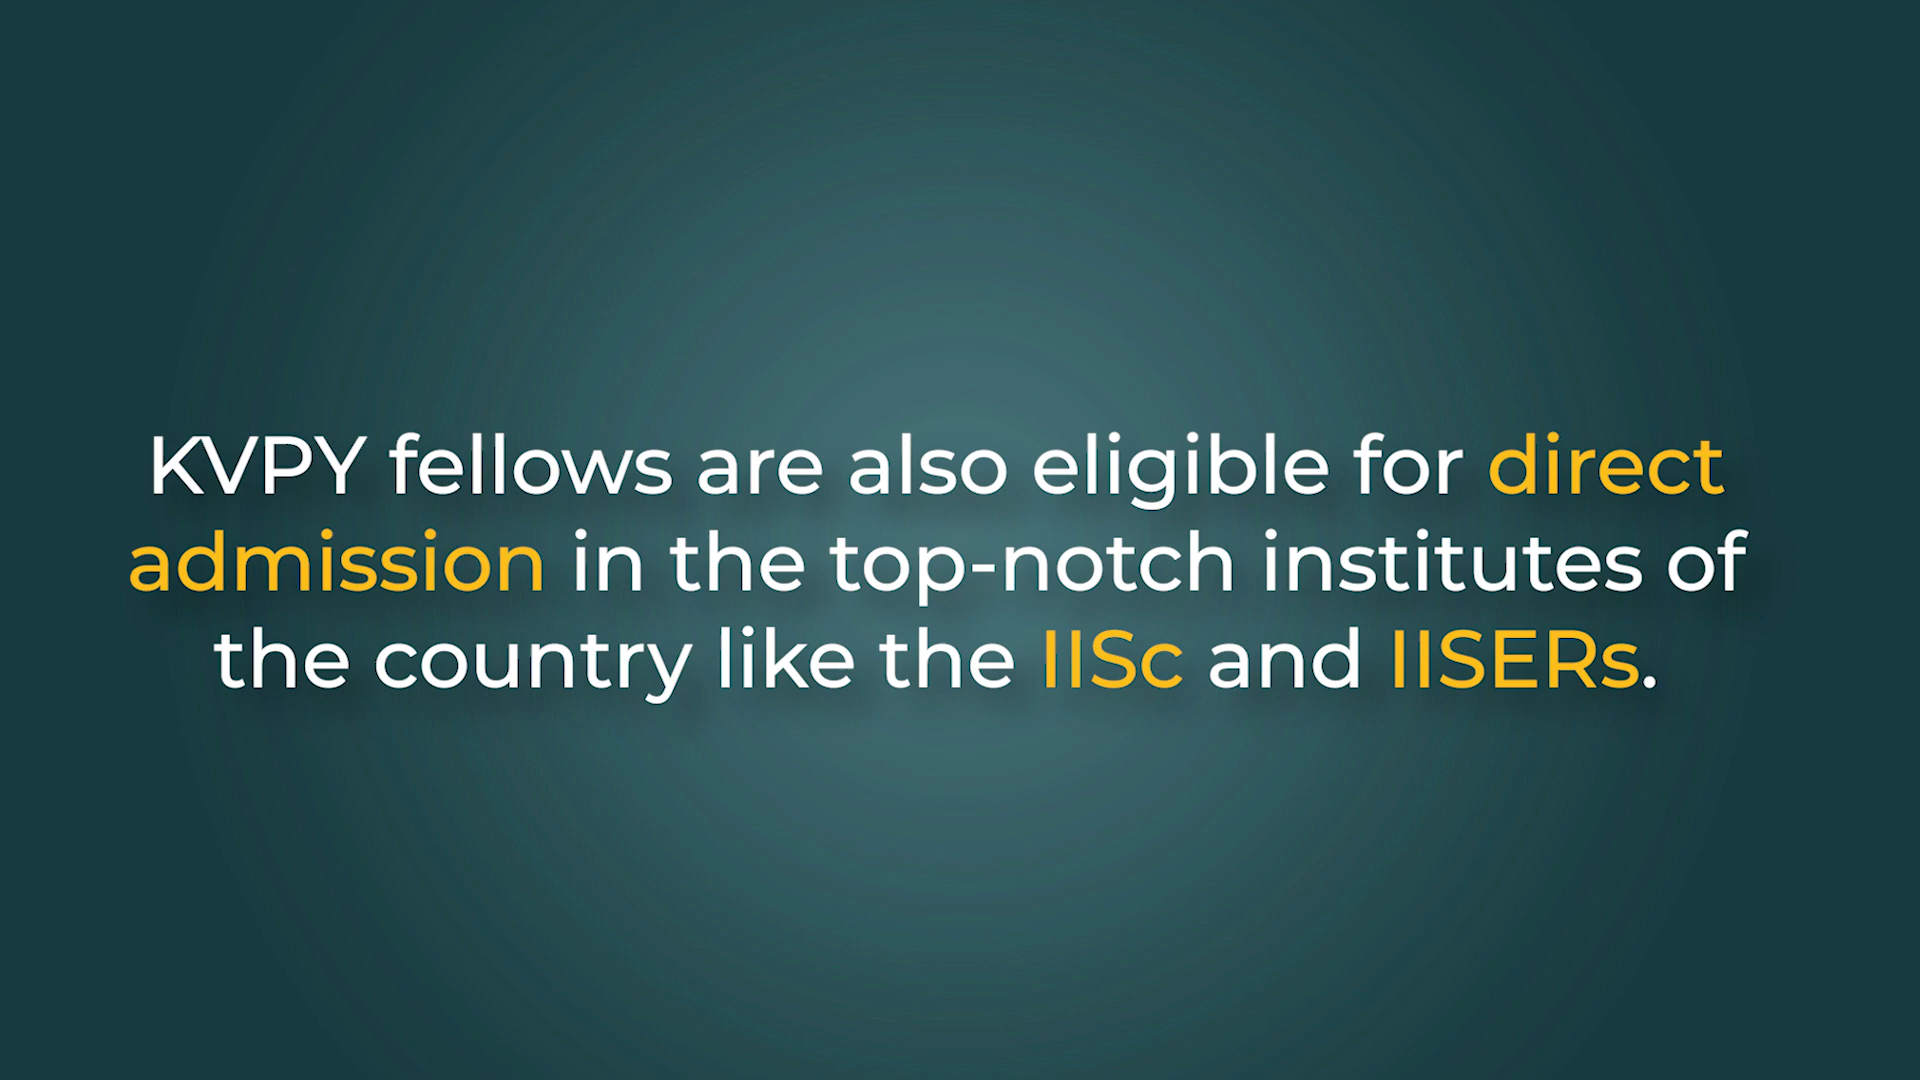 KVPY fellows are also eligible for direct
admission in the top-notch institutes of
the country like the IISc and IISERs.